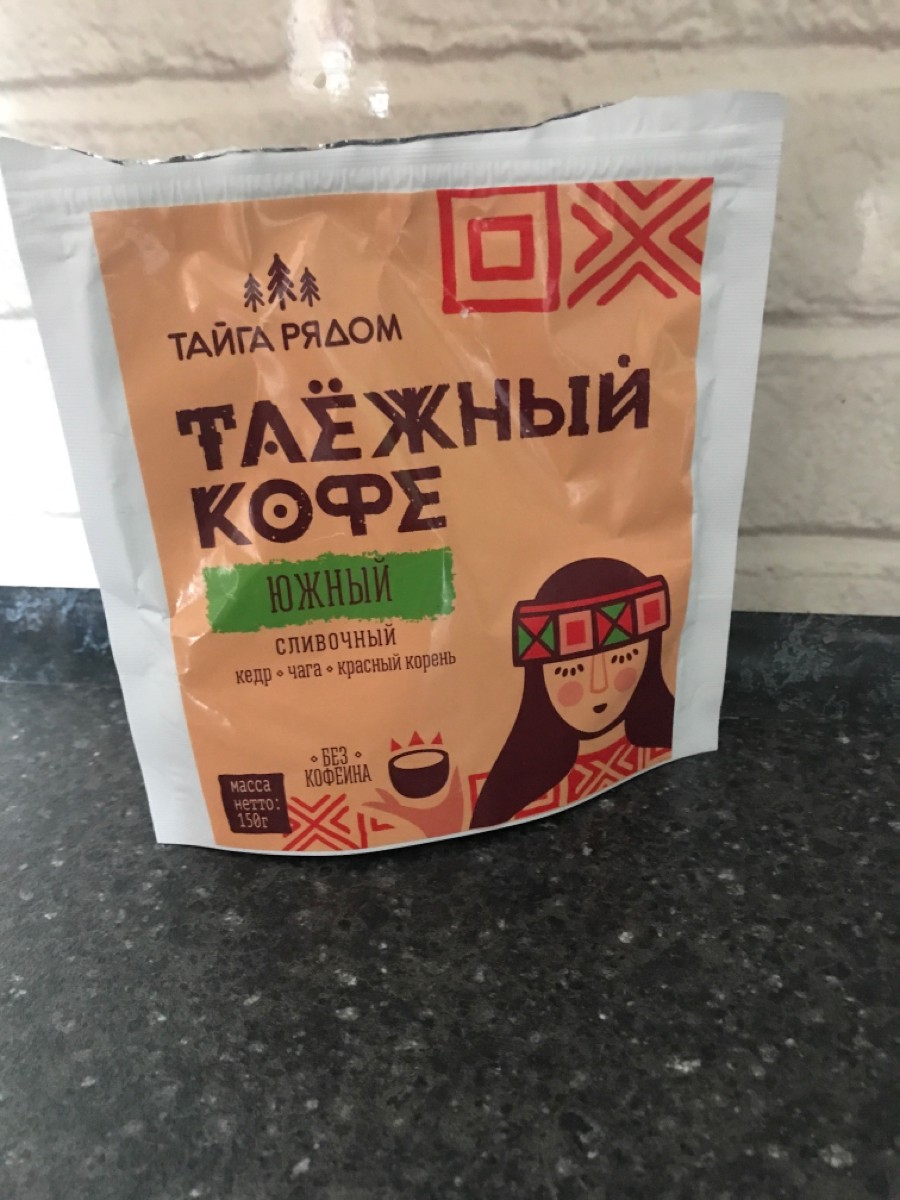 ТАЙГА РЯДОМ
ТАЁЖНЫЙ
КОФЕ
ЮЖНЫЙ
СЛИВОЧНЫЙ
кедр • чага • красный корень
• БЕЗ •
КОФЕИНА
масса
нетто:
150г